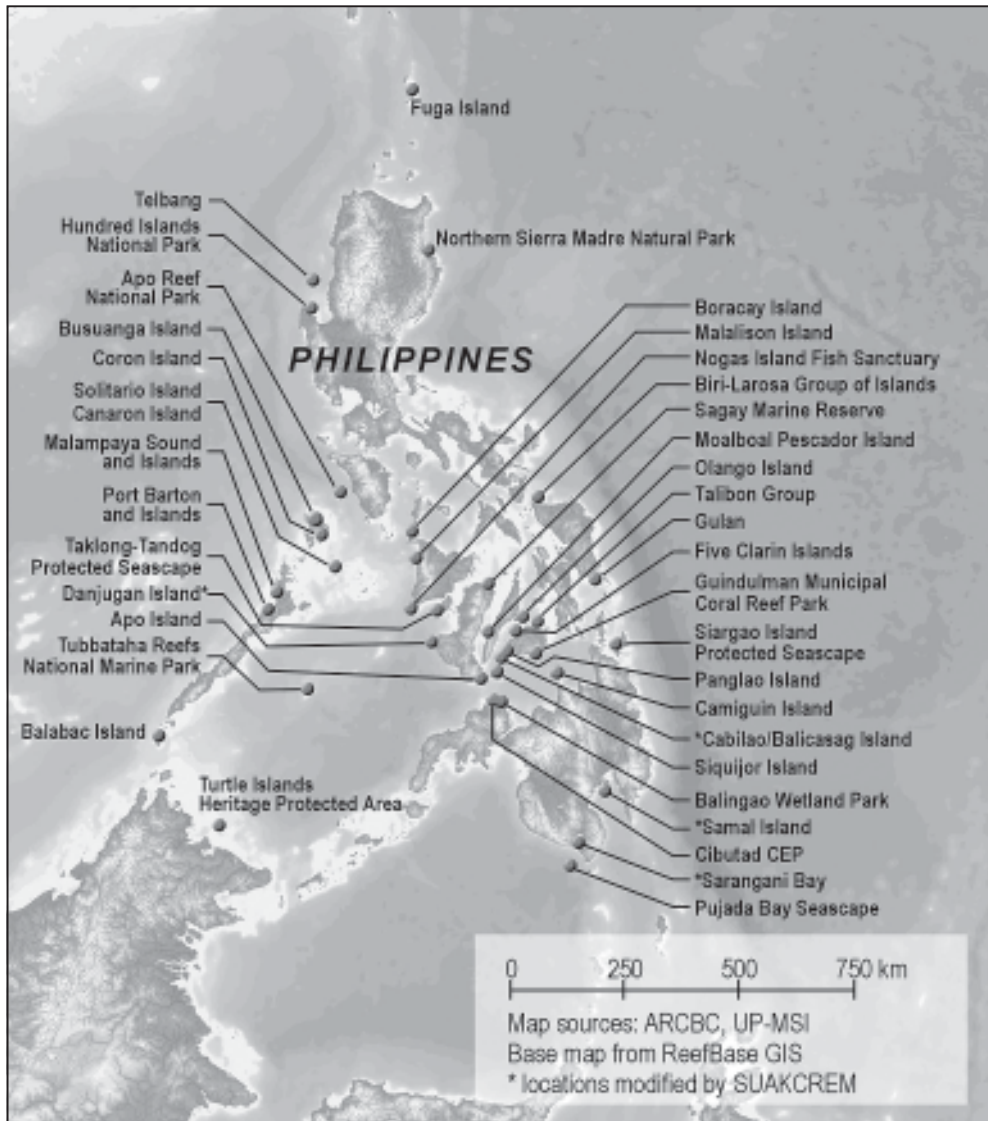 Fuga Island
Telbang
Hundred Islands
National Park
Northern Sierra Madre Natural Park
Apo Reef
National Park
Busuanga Island
Coron Island
Solitario Island
Canaron Island
Malampaya Sound
and Islands
Port Barton
and Islands
Taklong-Tandog
Protected Seascape
Danjugan Island*
Apo Island
Tubbataha Reefs
National Marine Park
Balabac Island
Turtle Islands
Heritage Protected Area
PHILIPPINES
Boracay Island
Malalison Island
Nogas Island Fish Sanctuary
Biri-Larosa Group of Islands
Sagay Marine Reserve
Moalboal Pescador Island
Olango Island
Talibon Group
Gulan
Five Clarin Islands
Guindulman Municipal
Coral Reef Park
Siargao Island
Protected Seascape
Panglao Island
Camiguin Island
*Cabilao/Balicasag Island
Siquijor Island
Balingao Wetland Park
*Samal Island
Cibutad CEP
*Sarangani Bay
Pujada Bay Seascape
0 250 500 750 km
Map sources: ARCBC, UP-MSI
Base map from ReefBase GIS
* locations modified by SUAKCREM